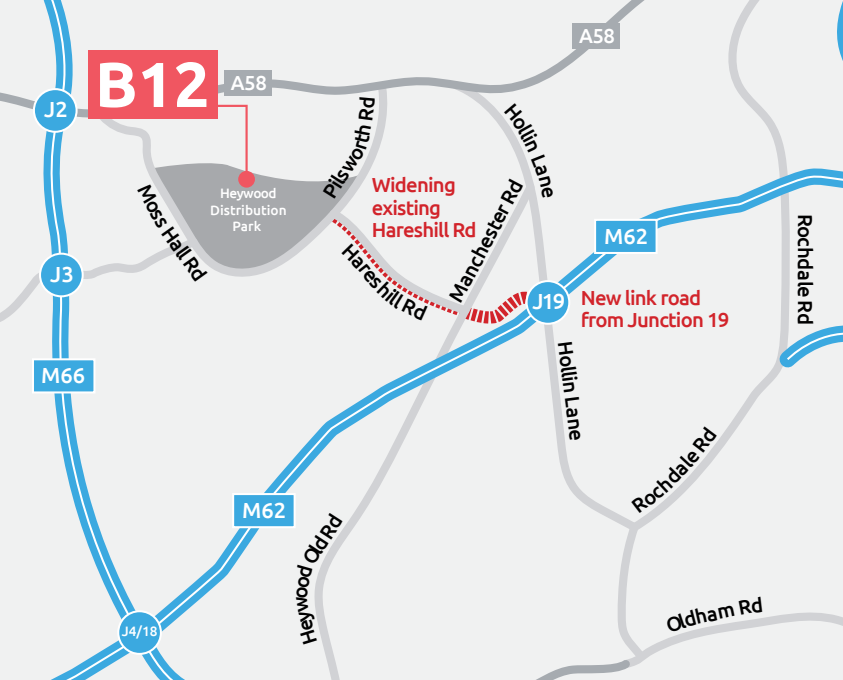 A58
B12
A58
J2
Pilsworth Rd
Hollin Lane
Widening
existing
Hareshill Rd
Heywood
Distribution
Park
Moss Hall Rd
Manchester Rd
M62
Rochdale Rd
Hareshill Rd
J3
J19
New link road
from Junction 19
M66
Hollin Lane
Rochdale Rd
M62
Heywood Old Rd
J4/18
Oldham Rd